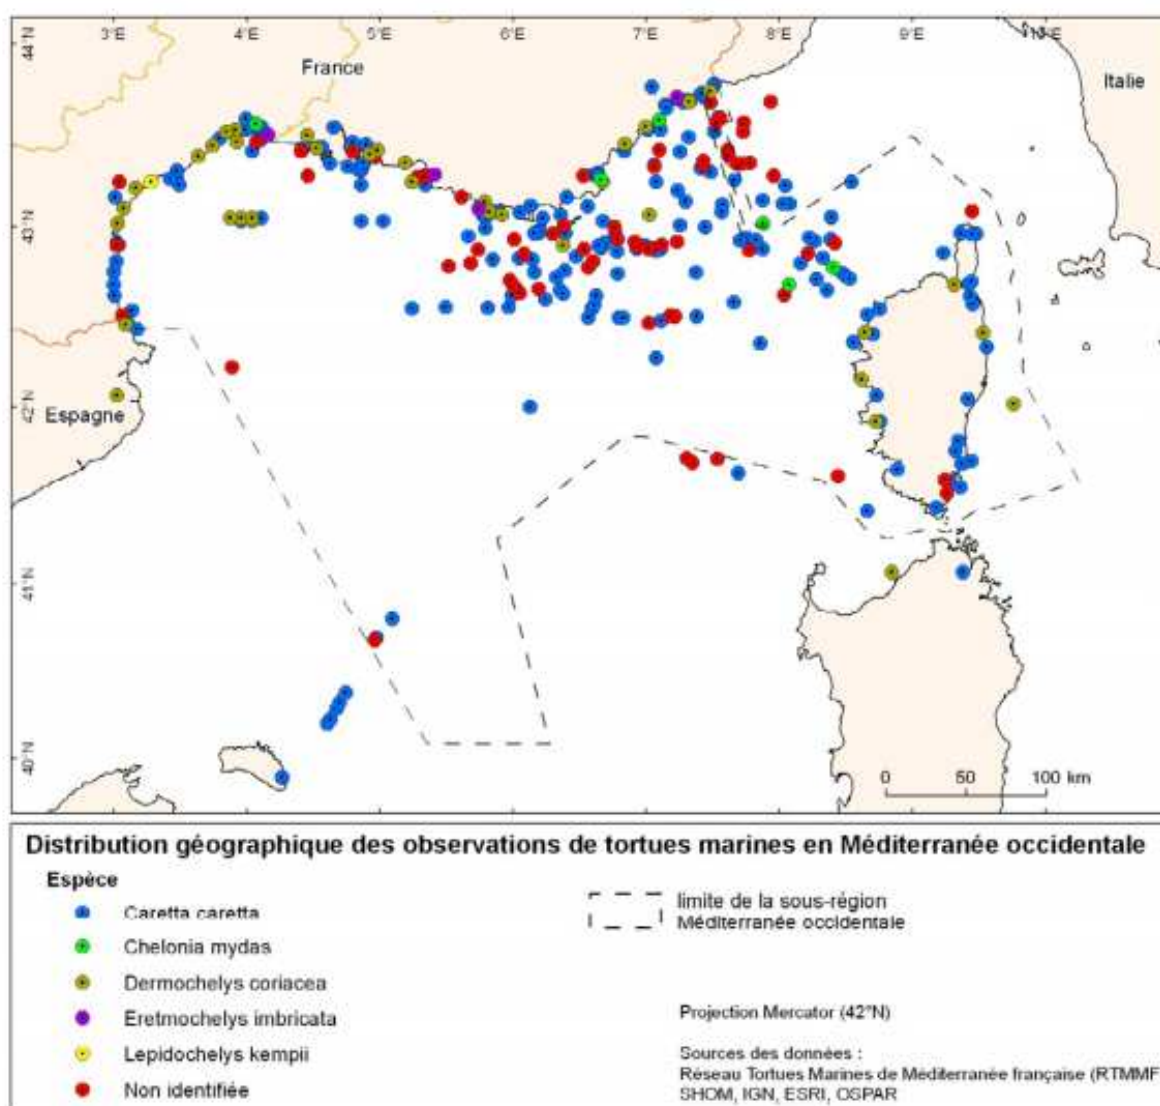 3°E 4°E 5°E 6°E 7°E 8°E 9°E 10°E
44°N
France
Italie
43°N
42°N
Espagne
41°N
40°N
0 50 100 km
Distribution géographique des observations de tortues marines en Méditerranée occidentale
Espèce
Caretta caretta
Chelonia mydas
Dermochelys coriacea
Eretmochelys imbricata
Lepidochelys kempii
Non identifiée
limite de la sous-région
Méditerranée occidentale
Projection Mercator (42°N)
Sources des données :
Réseau Tortues Marines de Méditerranée française (RTMMF
SHOM, IGN, ESRI, OSPAR